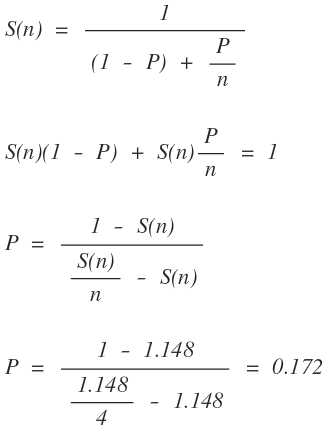 S(n) = 1 / ((1 - P) + P/n)
S(n)(1 - P) + S(n) P/n = 1
P = (1 - S(n)) / (S(n)/n - S(n))
P = (1 - 1.148) / (1.148/4 - 1.148) = 0.172